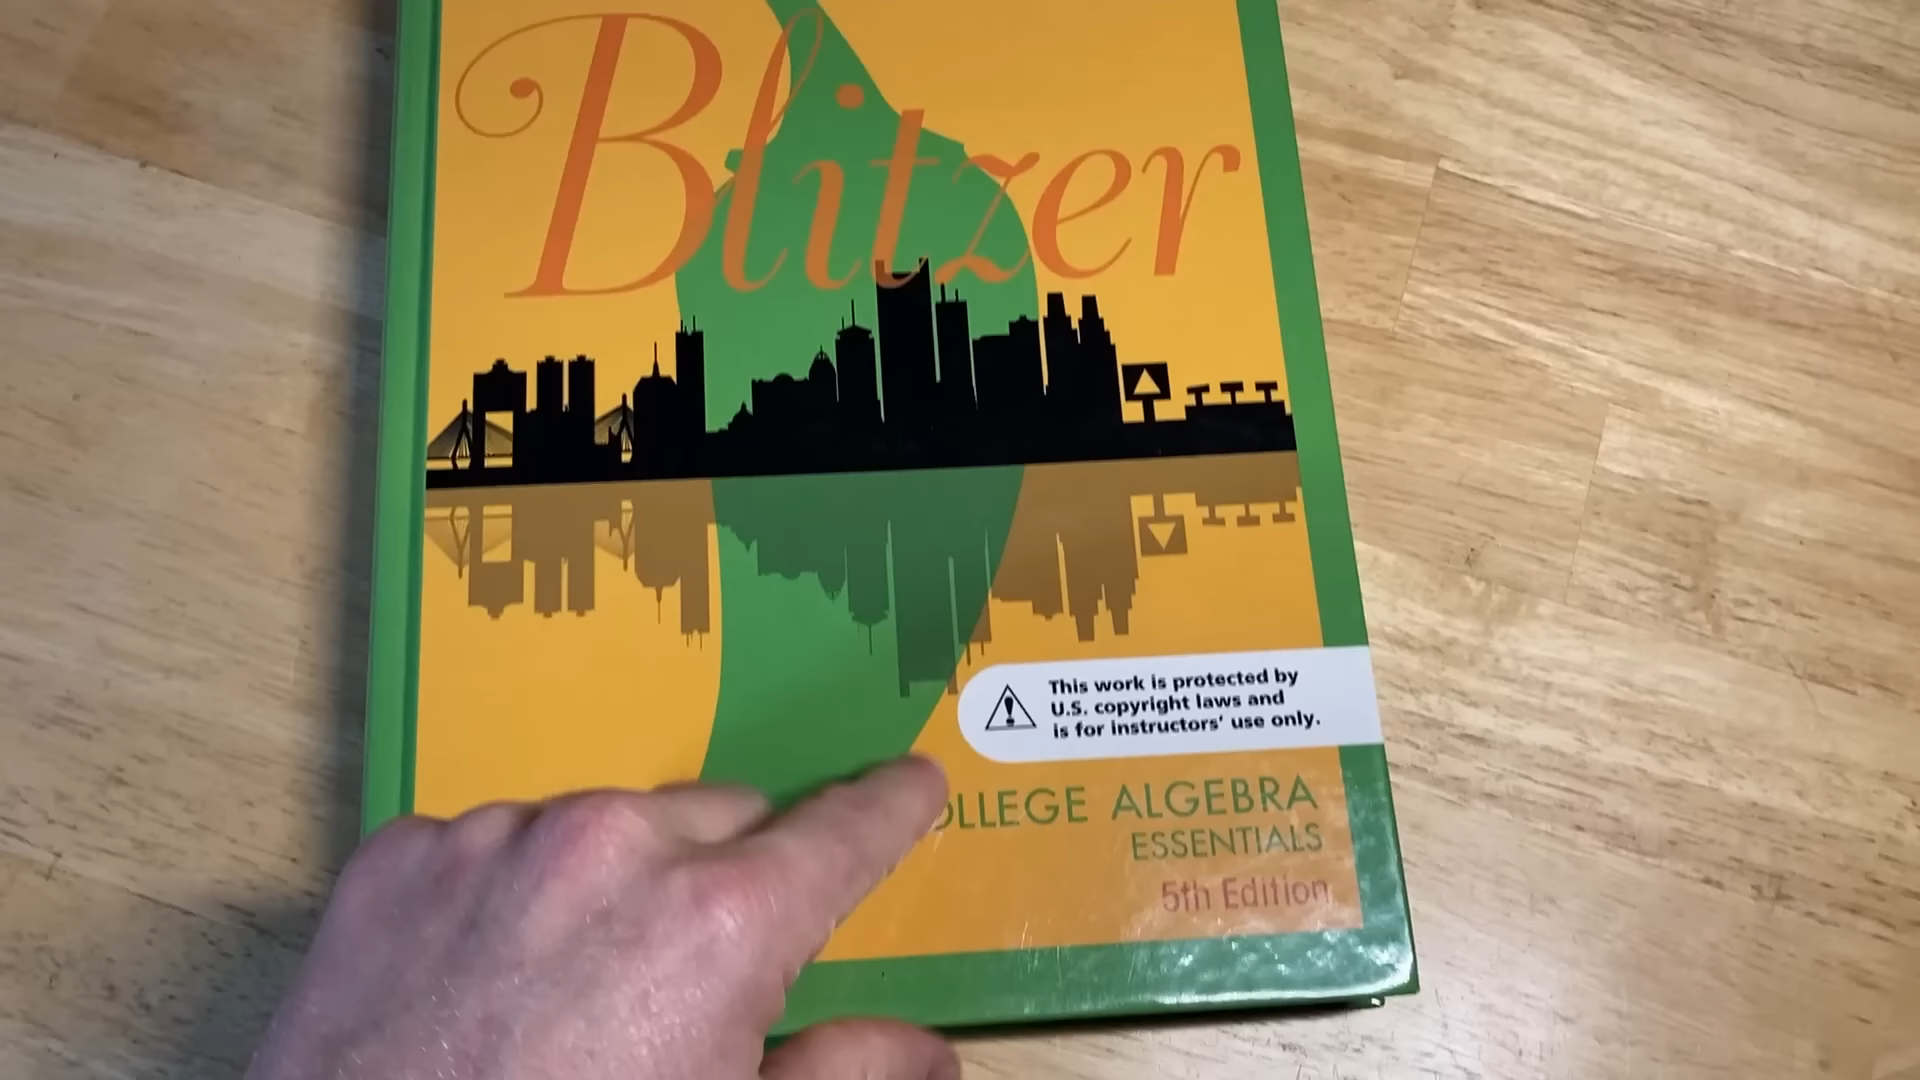 Blitzer
This work is protected by
U.S. copyright laws and
is for instructors' use only.
OLLEGE ALGEBRA
ESSENTIALS
5th Edition